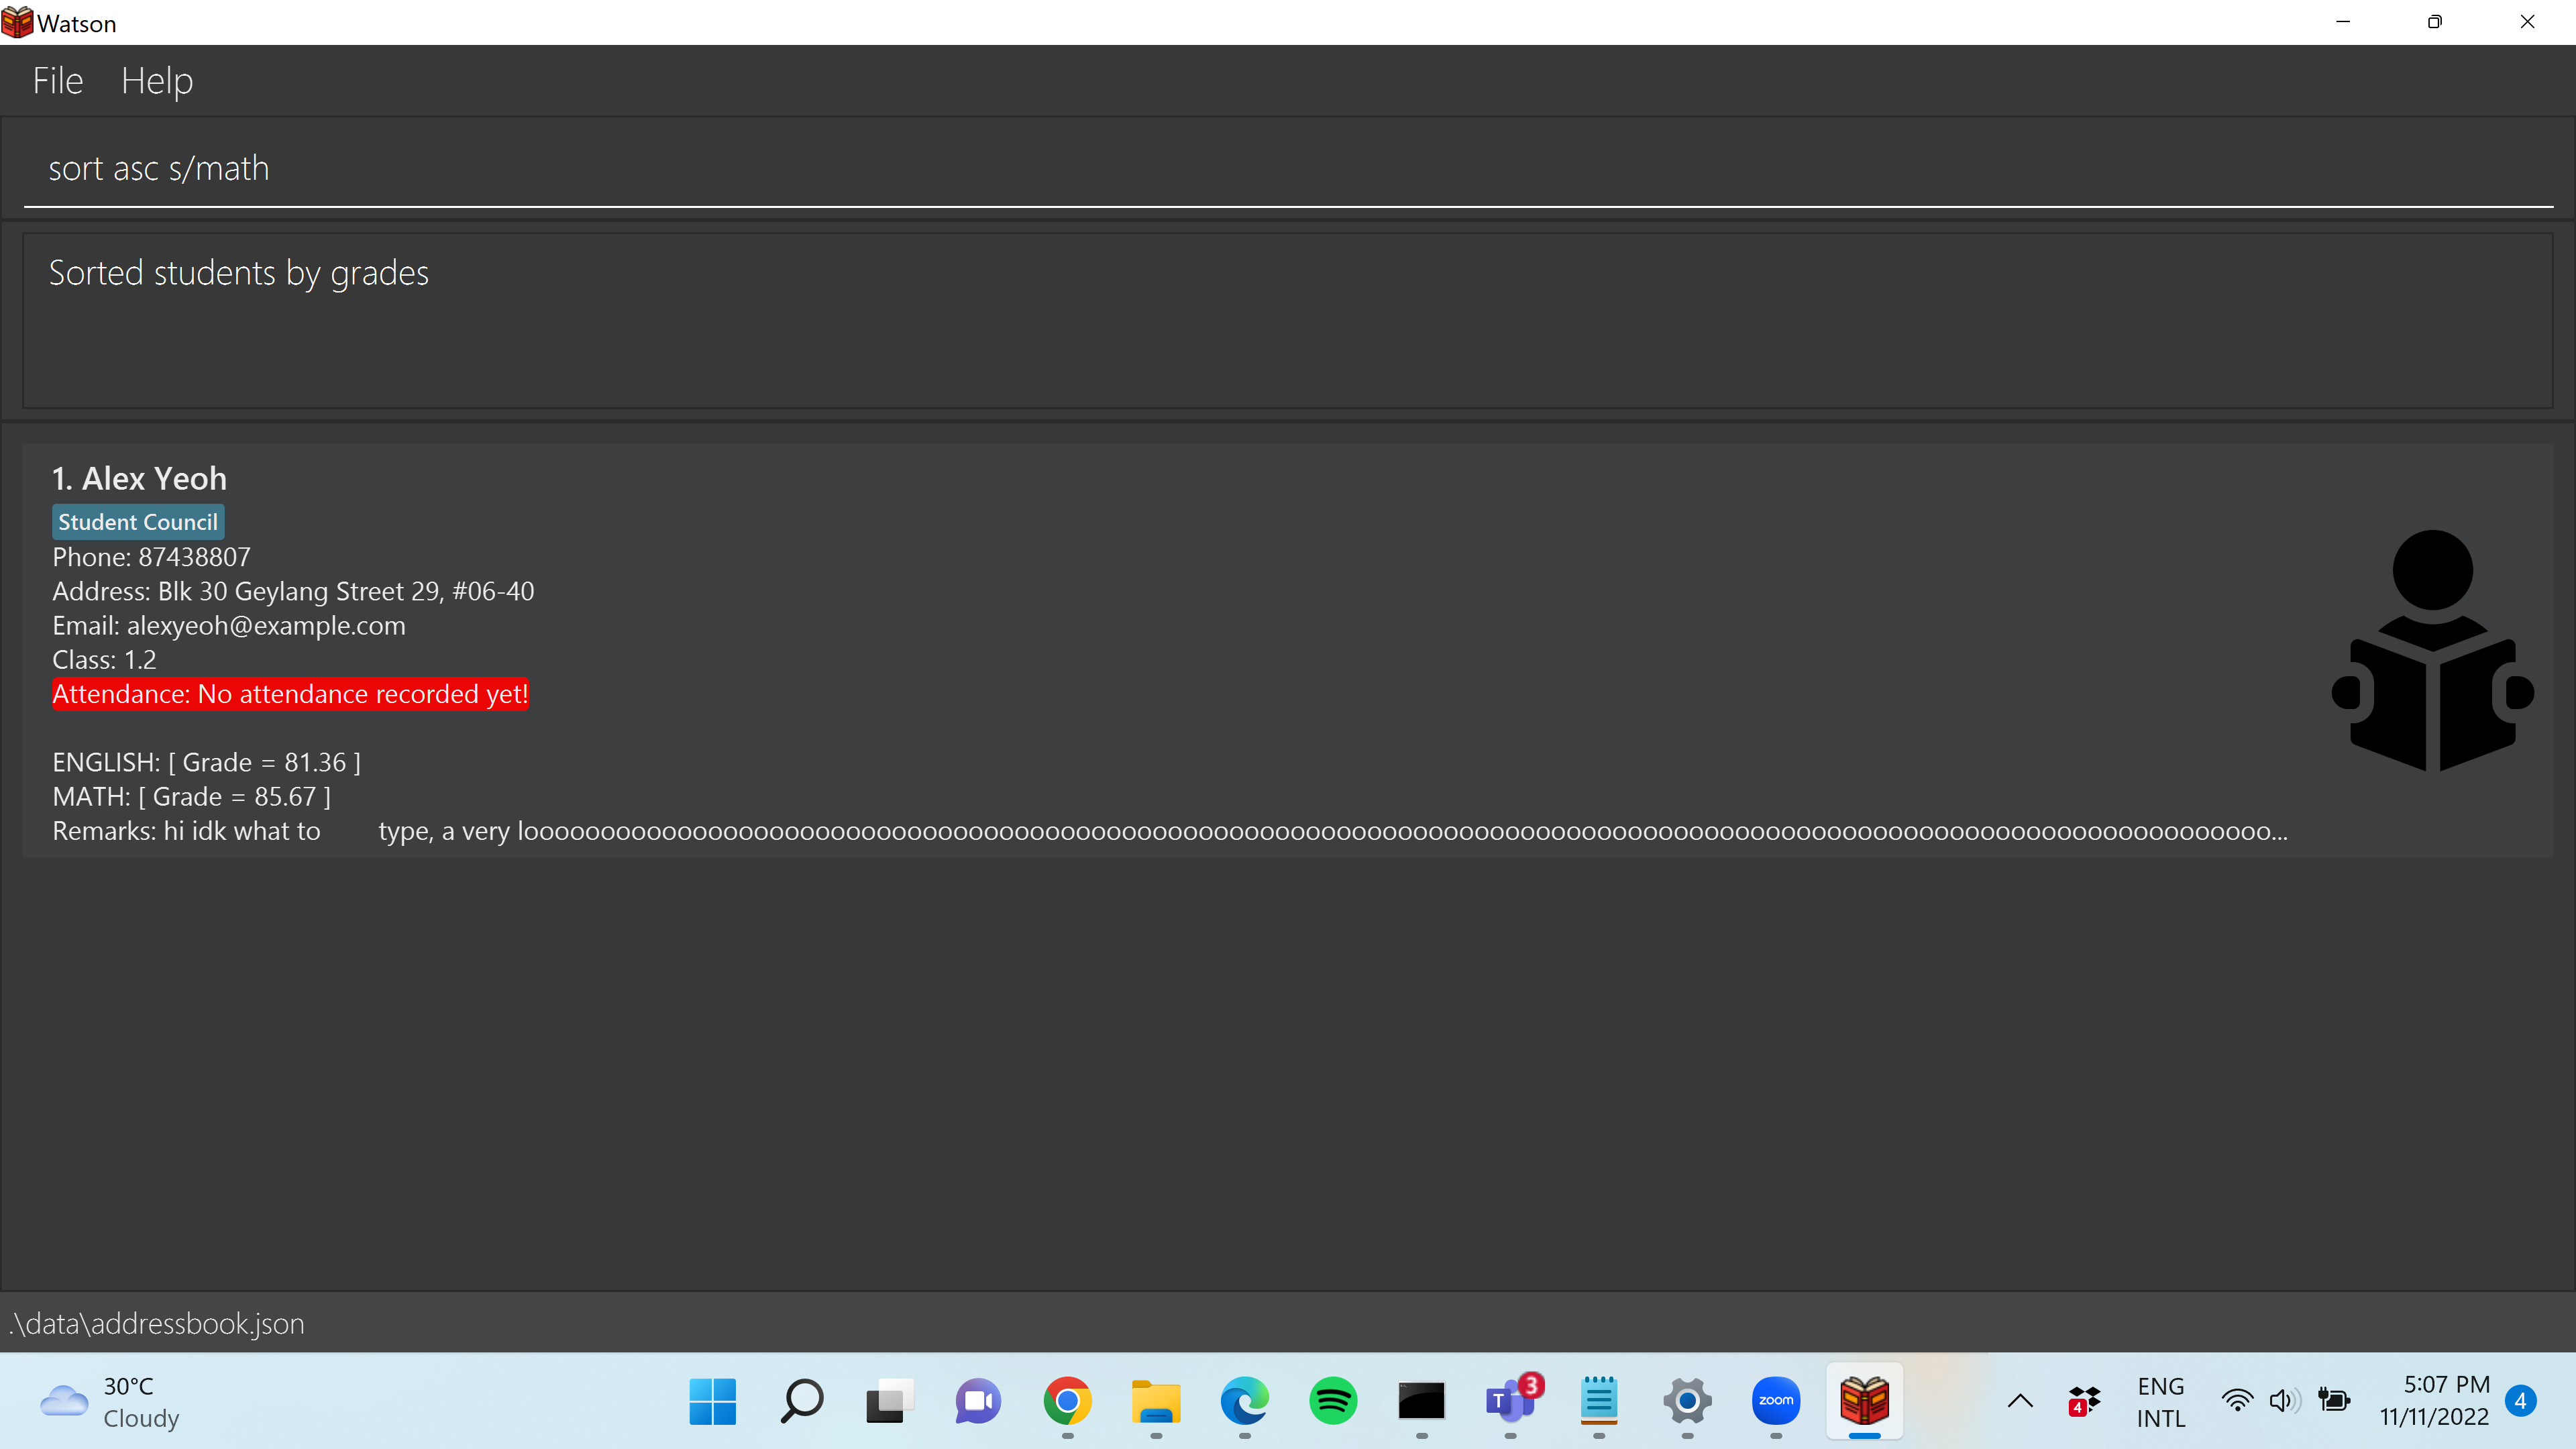 Watson
File Help
sort asc s/math
Sorted students by grades
1. Alex Yeoh
Student Council
Phone: 87438807
Address: Blk 30 Geylang Street 29, #06-40
Email: alexyeoh@example.com
Class: 1.2
Attendance: No attendance recorded yet!
ENGLISH: [ Grade = 81.36 ]
MATH: [ Grade = 85.67 ]
Remarks: hi idk what to type, a very loooooooooooooooooooooooooooooooooooooooooooooooooooooooooooooooooooooooooooooooooooooooooooooooooooooooooooooooooo...
.\data\addressbook.json
30°C
Cloudy
T
3
zoom
4
ENG
INTL
5:07 PM
11/11/2022
4